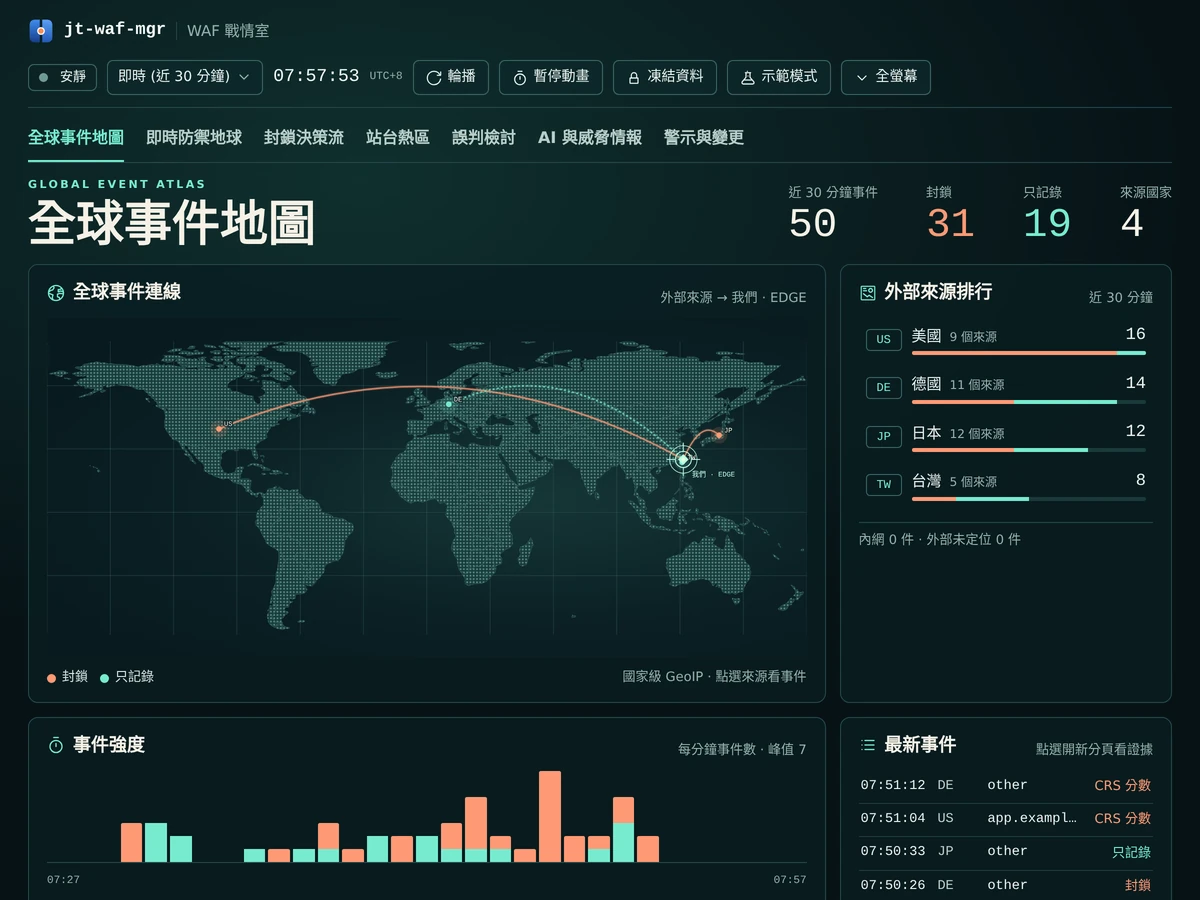 jt-waf-mgr WAF 戰情室
安靜 即時 (近 30 分鐘) 07:57:53 UTC+8 輪播 暫停動畫 凍結資料 示範模式 全螢幕
全球事件地圖 即時防禦地球 封鎖決策流 站台熱區 誤判檢討 AI 與威脅情報 警示與變更
GLOBAL EVENT ATLAS
全球事件地圖
近 30 分鐘事件 封鎖 只記錄 來源國家
50 31 19 4
全球事件連線 外部來源 → 我們 · EDGE
US
DE
JP
我們 · EDGE
封鎖 只記錄 國家級 GeoIP · 點選來源看事件
外部來源排行 近 30 分鐘
US 美國 9 個來源 16
DE 德國 11 個來源 14
JP 日本 12 個來源 12
TW 台灣 5 個來源 8
內網 0 件 · 外部未定位 0 件
事件強度 每分鐘事件數 · 峰值 7
07:27 07:57
最新事件 點選開新分頁看證據
07:51:12 DE other CRS 分數
07:51:04 US app.exampl… CRS 分數
07:50:33 JP other 只記錄
07:50:26 DE other 封鎖